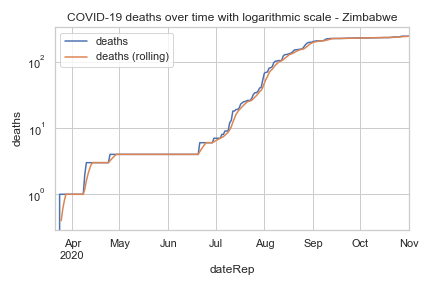 COVID-19 deaths over time with logarithmic scale - Zimbabwe
deaths
deaths (rolling)
10²
10¹
10⁰
deaths
Apr May Jun Jul Aug Sep Oct Nov
2020
dateRep